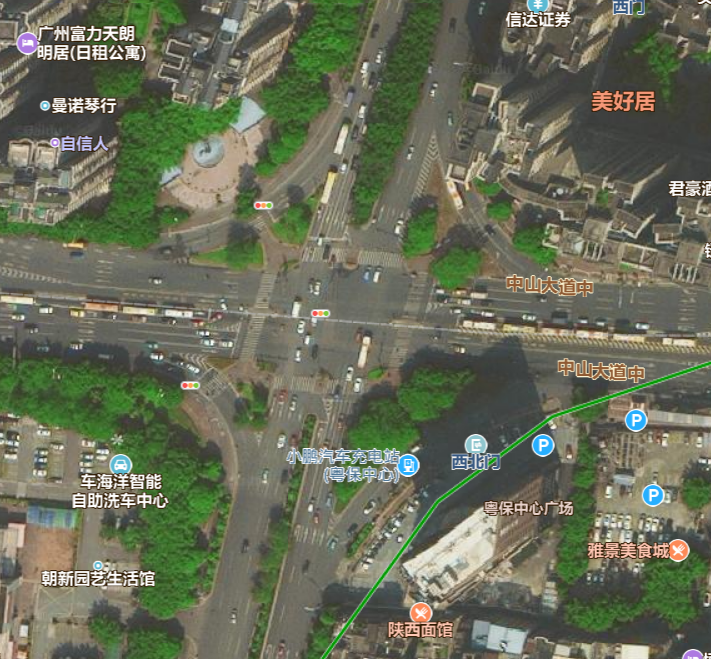 信达证券
西门
广州富力天朗
明居(日租公寓)
美好居
曼诺琴行
自信人
君豪酒
中山大道中
中山大道中
小鹏汽车充电站
(粤保中心)
西北门
P
P
车海洋智能
自助洗车中心
P
粤保中心广场
雅景美食城
朝新园艺生活馆
陕西面馆